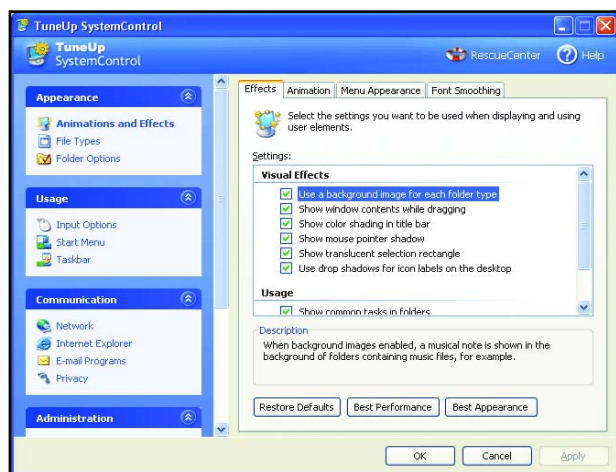 TuneUp SystemControl
TuneUp
SystemControl
RescueCenter
Help
Appearance
Animations and Effects
File Types
Folder Options
Usage
Input Options
Start Menu
Taskbar
Communication
Network
Internet Explorer
E-mail Programs
Privacy
Administration
Effects
Animation
Menu Appearance
Font Smoothing
Select the settings you want to be used when displaying and using
user elements.
Settings:
Visual Effects
Use a background image for each folder type
Show window contents while dragging
Show color shading in title bar
Show mouse pointer shadow
Show translucent selection rectangle
Use drop shadows for icon labels on the desktop
Usage
Show common tasks in folders
Description
When background images enabled, a musical note is shown in the
background of folders containing music files, for example.
Restore Defaults
Best Performance
Best Appearance
OK
Cancel
Apply